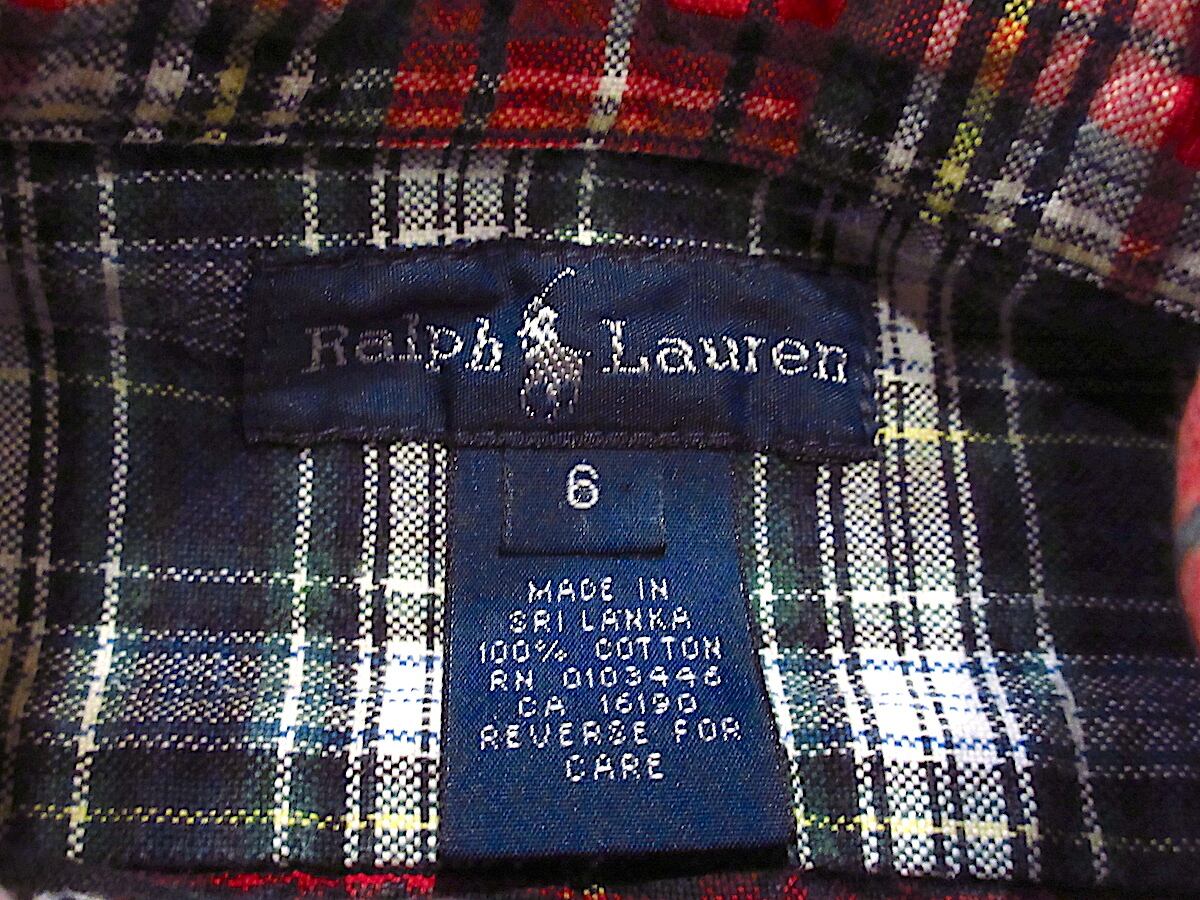 Ralph Lauren
6
MADE IN
SRI LANKA
100% COTTON
RN 0103446
CA 16190
REVERSE FOR
CARE